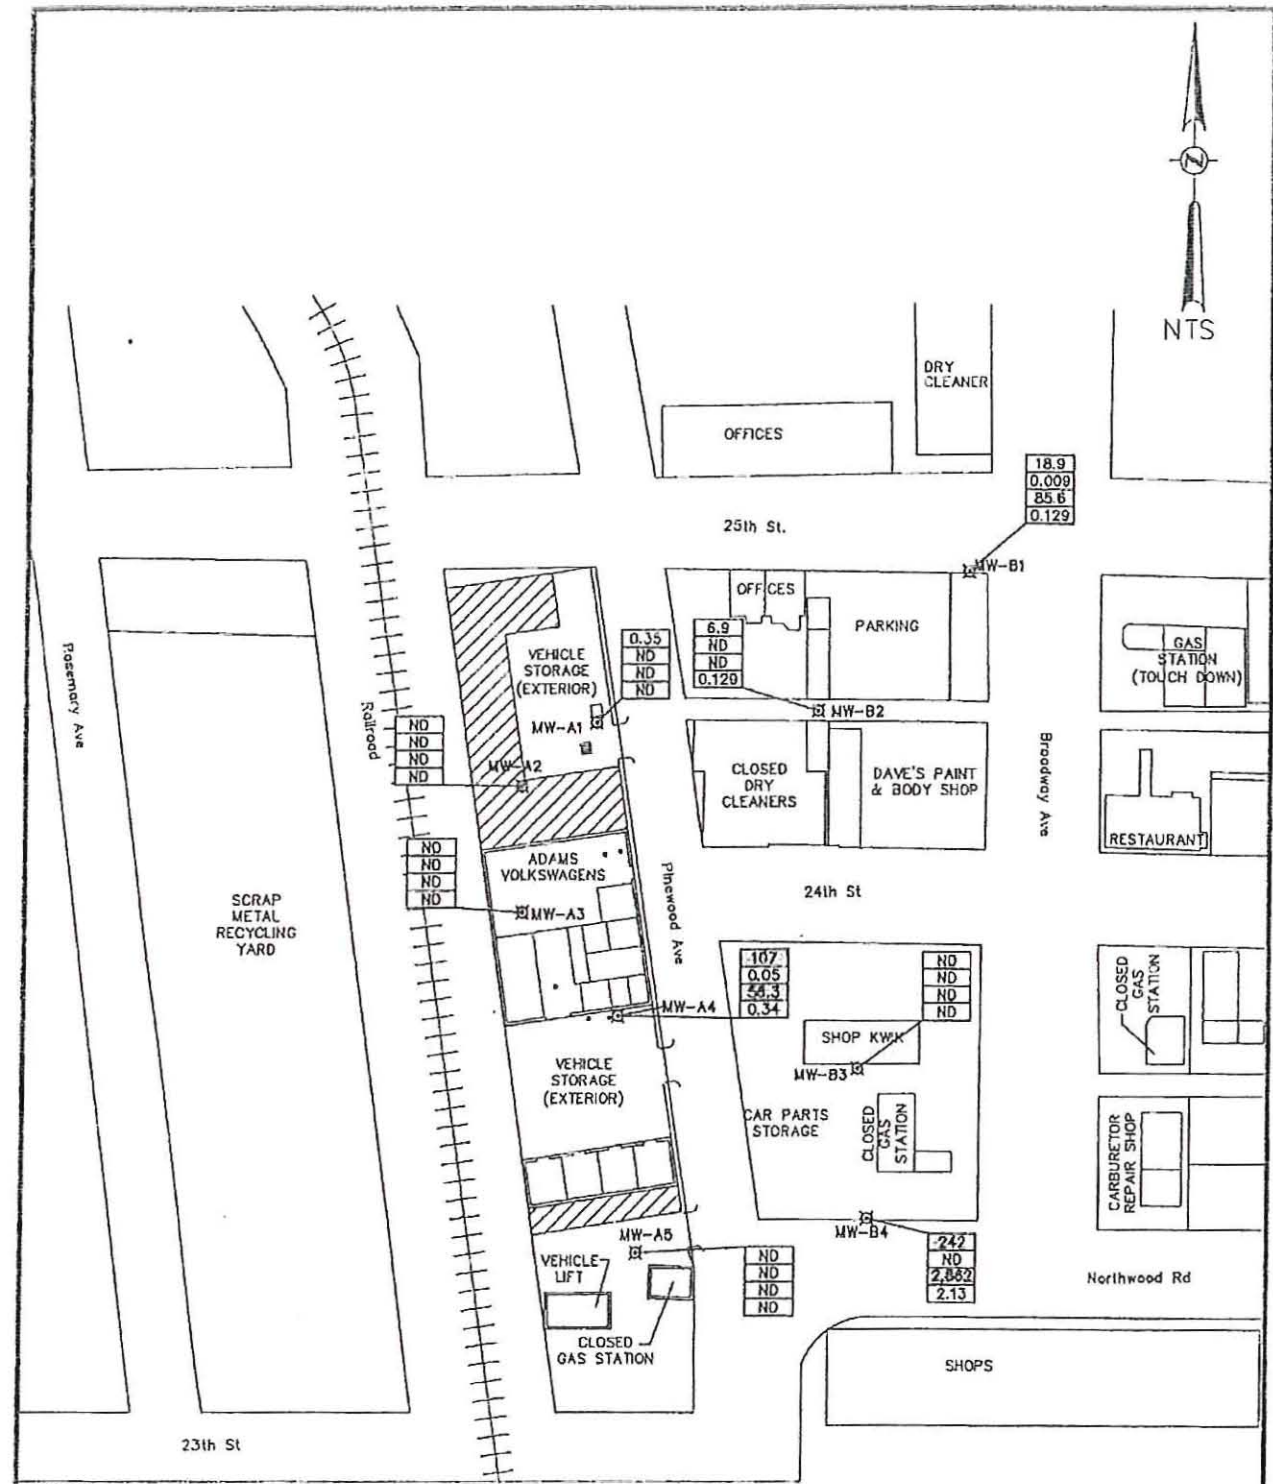 Z
NTS
DRY
CLEANER
OFFICES
18.9
0.009
85.6
0.129
25th St.
MW-B1
OFFICES
PARKING
GAS
STATION
(TOUCH DOWN)
6.9
ND
ND
0.129
0.35
ND
ND
ND
VEHICLE
STORAGE
(EXTERIOR)
MW-A1
MW-B2
Rosemary Ave
Railroad
ND
ND
ND
ND
MW-A2
CLOSED
DRY
CLEANERS
DAVE'S PAINT
& BODY SHOP
Broadway Ave
RESTAURANT
ND
ND
ND
ND
ADAMS
VOLKSWAGENS
MW-A3
Pinewood Ave
24th St
SCRAP
METAL
RECYCLING
YARD
107
0.05
0.34
MW-A4
ND
ND
ND
ND
CLOSED
GAS
STATION
SHOP KWIK
MW-B3
VEHICLE
STORAGE
(EXTERIOR)
CAR PARTS
STORAGE
CLOSED
GAS
STATION
CARBURETOR
REPAIR SHOP
MW-B4
242
ND
2.13
MW-A5
ND
ND
ND
ND
VEHICLE
LIFT
Northwood Rd
CLOSED
GAS STATION
SHOPS
23th St